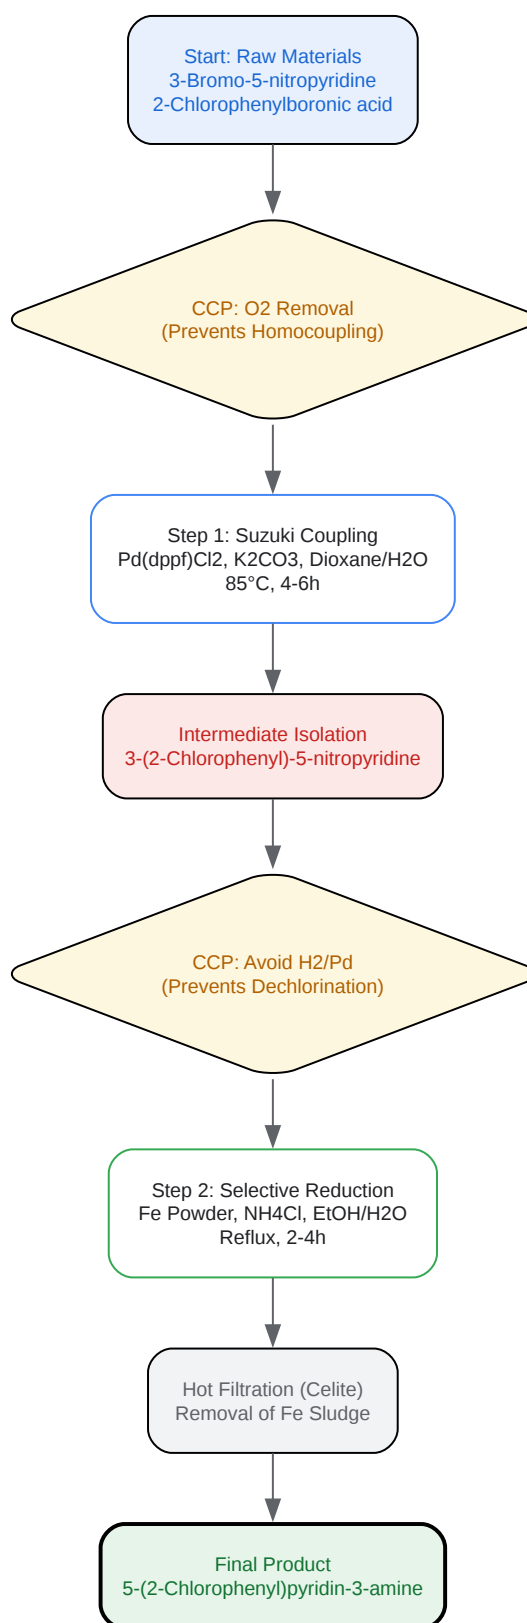 Start: Raw Materials
3-Bromo-5-nitropyridine
2-Chlorophenylboronic acid
CCP: O2 Removal
(Prevents Homocoupling)
Step 1: Suzuki Coupling
Pd(dppf)Cl2, K2CO3, Dioxane/H2O
85°C, 4-6h
Intermediate Isolation
3-(2-Chlorophenyl)-5-nitropyridine
CCP: Avoid H2/Pd
(Prevents Dechlorination)
Step 2: Selective Reduction
Fe Powder, NH4Cl, EtOH/H2O
Reflux, 2-4h
Hot Filtration (Celite)
Removal of Fe Sludge
Final Product
5-(2-Chlorophenyl)pyridin-3-amine